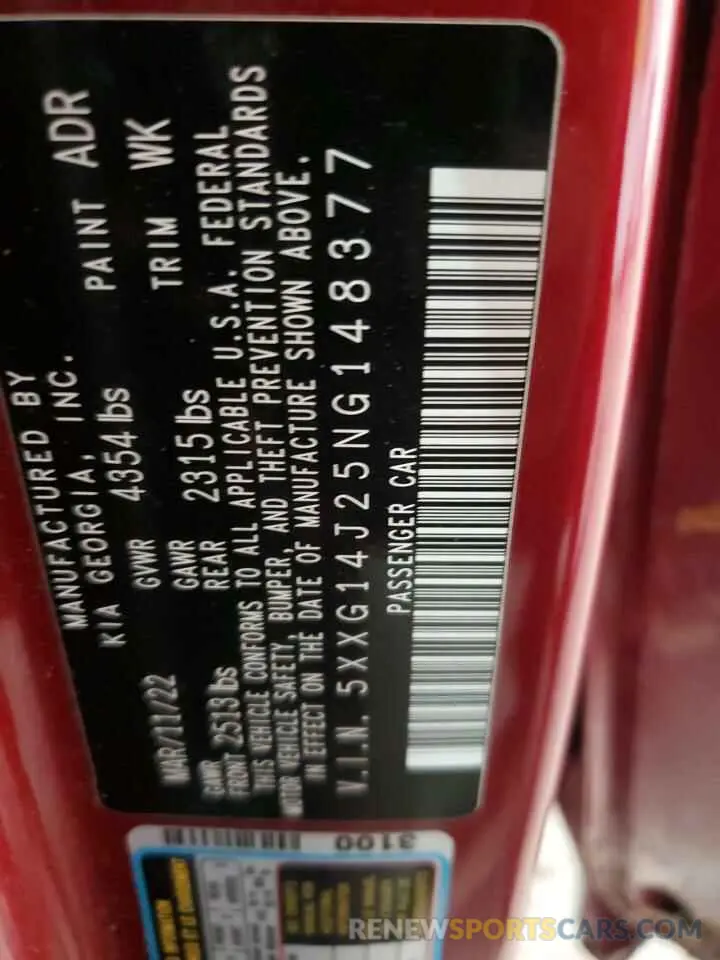 MANUFACTURED BY
KIA GEORGIA, INC. PAINT ADR
MAR/11/22 GVWR 4354 lbs TRIM WK
GAWR GAWR
FRONT 2513 lbs REAR 2315 lbs
THIS VEHICLE CONFORMS TO ALL APPLICABLE U.S.A. FEDERAL
MOTOR VEHICLE SAFETY, BUMPER, AND THEFT PREVENTION STANDARDS
IN EFFECT ON THE DATE OF MANUFACTURE SHOWN ABOVE.
V.I.N. 5XXG14J25NG148377
PASSENGER CAR
3100
RENEWSPORTSCARS.COM